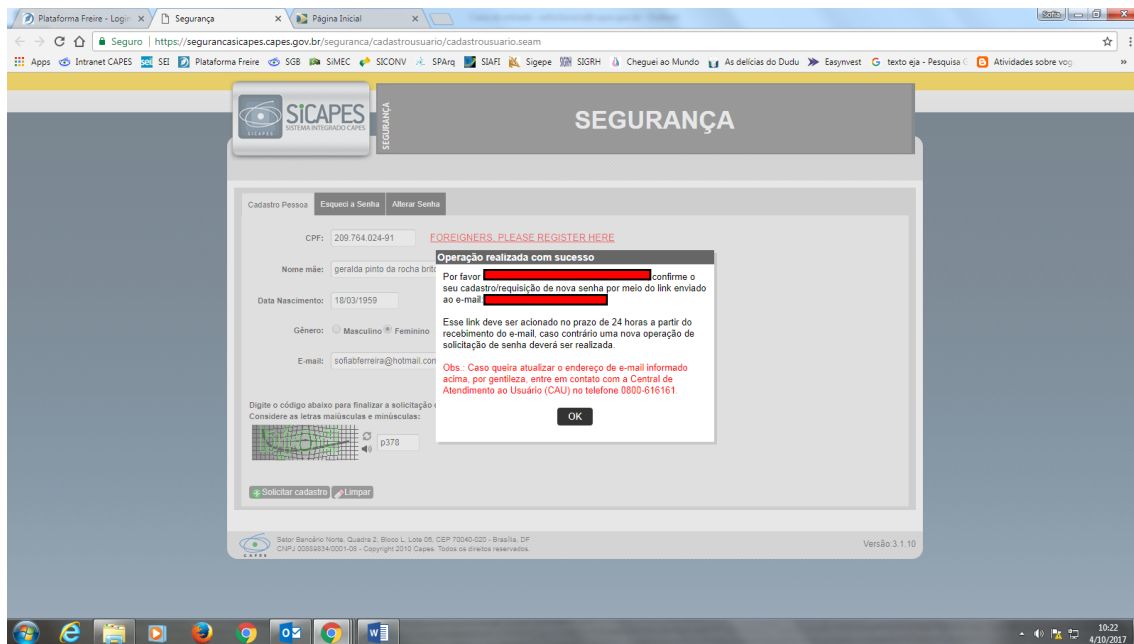 Plataforma Freire - Login
Segurança
Página Inicial
Sofia
Seguro | https://segurancasicapes.capes.gov.br/seguranca/cadastrousuario/cadastrousuario.seam
Apps Intranet CAPES SEI Plataforma Freire SGB SiMEC SICONV SPArq SIAFI Sigepe SIGRH Cheguei ao Mundo As delícias do Dudu Easynvest texto eja - Pesquisa Atividades sobre vog »
SICAPES
SiCAPES
SISTEMA INTEGRADO CAPES
SEGURANÇA
SEGURANÇA
Cadastro Pessoa Esqueci a Senha Alterar Senha
CPF: 209.764.024-91 FOREIGNERS, PLEASE REGISTER HERE
Nome mãe: geralda pinto da rocha brito
Data Nascimento: 18/03/1959
Gênero: Masculino Feminino
E-mail: sofiabferreira@hotmail.com
Digite o código abaixo para finalizar a solicitação
Considere as letras maiúsculas e minúsculas:
p378
Solicitar cadastro Limpar
Operação realizada com sucesso
Por favor confirme o
seu cadastro/requisição de nova senha por meio do link enviado
ao e-mail
Esse link deve ser acionado no prazo de 24 horas a partir do
recebimento do e-mail, caso contrário uma nova operação de
solicitação de senha deverá ser realizada.
Obs.: Caso queira atualizar o endereço de e-mail informado
acima, por gentileza, entre em contato com a Central de
Atendimento ao Usuário (CAU) no telefone 0800-616161.
OK
CAPES
Setor Bancário Norte, Quadra 2, Bloco L, Lote 06, CEP 70040-020 - Brasília, DF
CNPJ 00889834/0001-08 - Copyright 2010 Capes. Todos os direitos reservados.
Versão:3.1.10
10:22
4/10/2017